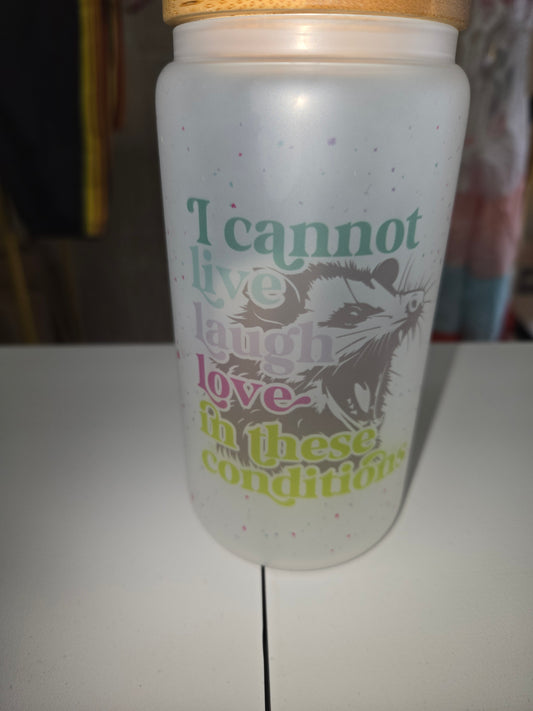 I cannot
live
laugh
love
in these
conditions